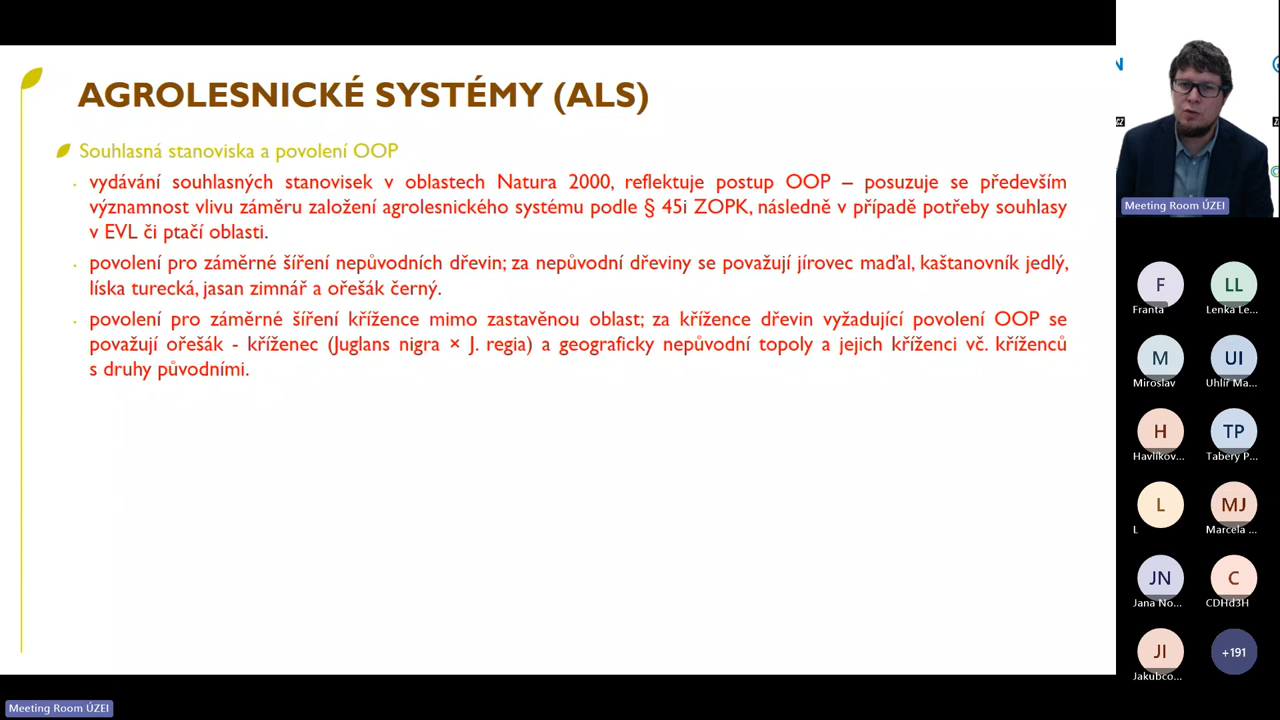 AGROLESNICKÉ SYSTÉMY (ALS)
Souhlasná stanoviska a povolení OOP
vydávání souhlasných stanovisek v oblastech Natura 2000, reflektuje postup OOP – posuzuje se především
významnost vlivu záměru založení agrolesnického systému podle § 45i ZOPK, následně v případě potřeby souhlasy
v EVL či ptačí oblasti.
povolení pro záměrné šíření nepůvodních dřevin; za nepůvodní dřeviny se považují jírovec maďal, kaštanovník jedlý,
líska turecká, jasan zimnář a ořešák černý.
povolení pro záměrné šíření křížence mimo zastavěnou oblast; za křížence dřevin vyžadující povolení OOP se
považují ořešák - kříženec (Juglans nigra × J. regia) a geograficky nepůvodní topoly a jejich kříženci vč. kříženců
s druhy původními.
Meeting Room ÚZEI
F
Franta
LL
Lenka Le...
M
Miroslav
UI
Uhlíř Ma...
H
Havlíkov...
TP
Tabery P...
L
L
MJ
Marcela ...
JN
Jana No...
C
CDHd3H
JI
Jakubco...
+191
Meeting Room ÚZEI